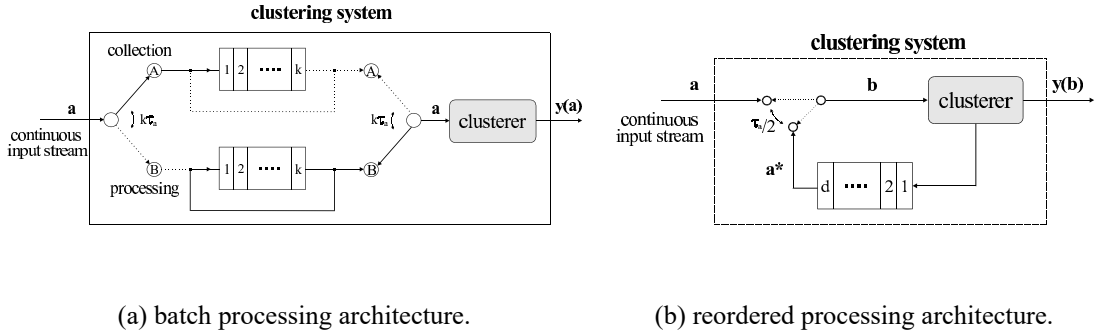 clustering system
collection
A
1 2 k
A
a
kτa
kτa
a
clusterer
y(a)
continuous
input stream
B
1 2 k
B
processing
(a) batch processing architecture.
clustering system
a
b
clusterer
y(b)
continuous
input stream
τa/2
a*
d 2 1
(b) reordered processing architecture.